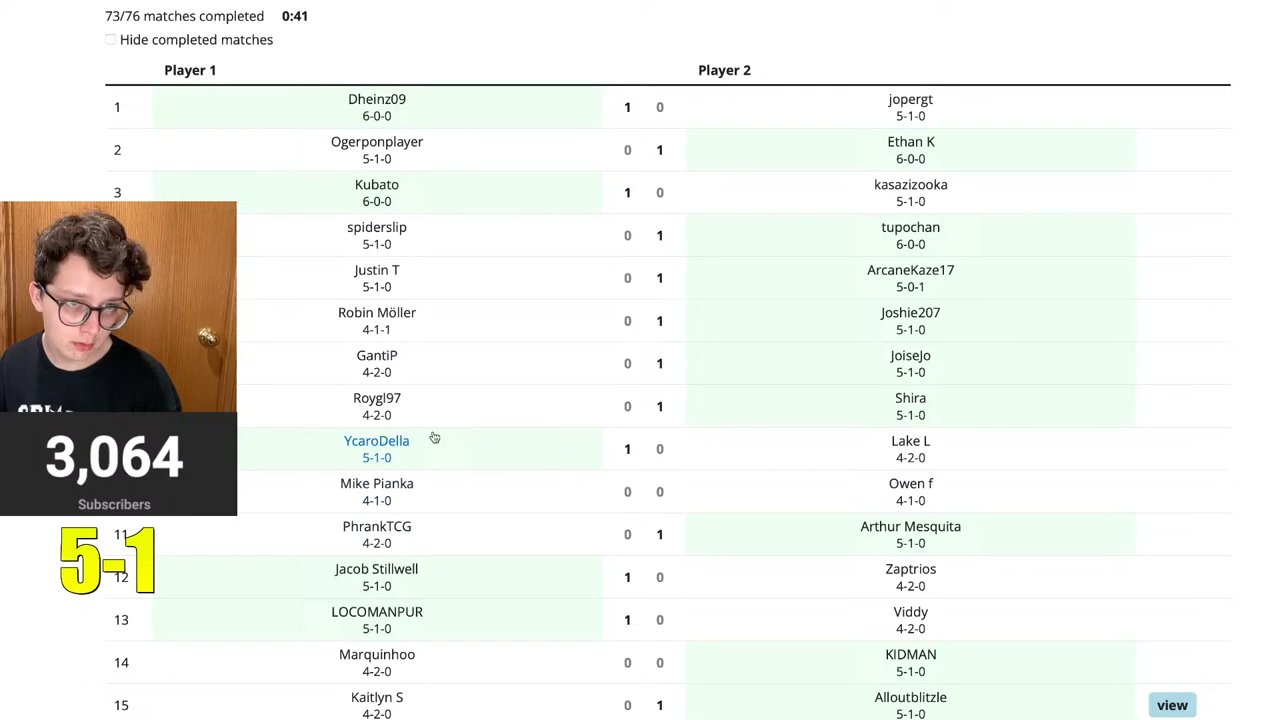 73/76 matches completed 0:41
Hide completed matches
Player 1 Player 2
1 Dheinz09 1 0 jopergt
6-0-0 5-1-0
2 Ogerponplayer 0 1 Ethan K
5-1-0 6-0-0
3 Kubato 1 0 kasazizooka
6-0-0 5-1-0
spiderslip 0 1 tupochan
5-1-0 6-0-0
Justin T 0 1 ArcaneKaze17
5-1-0 5-0-1
Robin Möller 0 1 Joshie207
4-1-1 5-1-0
GantiP 0 1 JoiseJo
4-2-0 5-1-0
Roygl97 0 1 Shira
4-2-0 5-1-0
YcaroDella 1 0 Lake L
5-1-0 4-2-0
Mike Pianka 0 0 Owen f
4-1-0 4-1-0
11 PhrankTCG 0 1 Arthur Mesquita
4-2-0 5-1-0
12 Jacob Stillwell 1 0 Zaptrios
5-1-0 4-2-0
13 LOCOMANPUR 1 0 Viddy
5-1-0 4-2-0
14 Marquinhoo 0 0 KIDMAN
4-2-0 5-1-0
15 Kaitlyn S 0 1 Alloutblitzle view
4-2-0 5-1-0
3,064
Subscribers
5-1